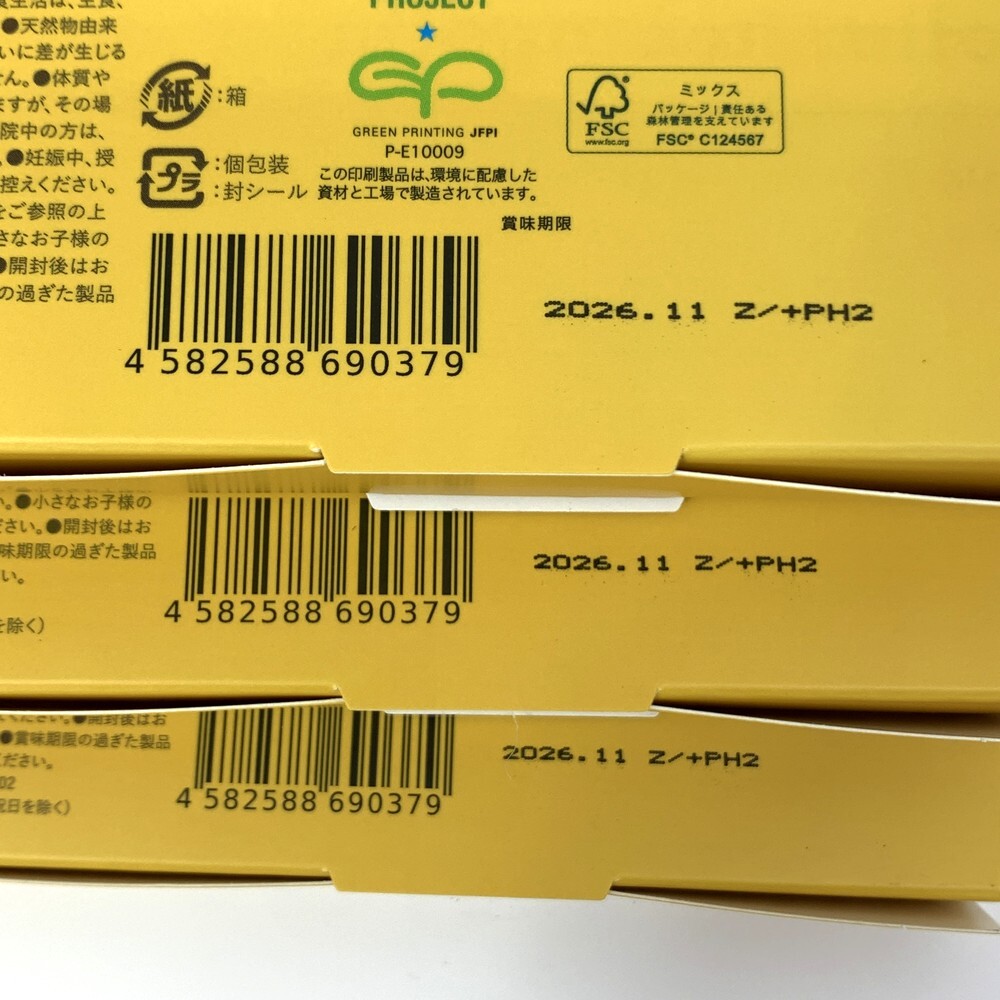 食生活は、主食、
●天然物由来
いに差が生じる
せん。●体質や
ますが、その場
院中の方は、
。●妊娠中、授
控えください。
をご参照の上
さなお子様の
●開封後はお
の過ぎた製品
紙
:箱
プラ
:個包装
:封シール
PROJECT
GP
GREEN PRINTING JFPI
P-E10009
この印刷製品は、環境に配慮した
資材と工場で製造されています。
FSC
www.fsc.org
ミックス
パッケージ|責任ある
森林管理を支えています
FSC® C124567
賞味期限
2026.11 Z/+PH2
4 582588 690379
い。●小さなお子様の
ださい。●開封後はお
味期限の過ぎた製品
い。
を除く)
2026.11 Z/+PH2
4 582588 690379
ください。●開封後はお
●賞味期限の過ぎた製品
ください。
02
祝日を除く)
2026.11 Z/+PH2
4 582588 690379